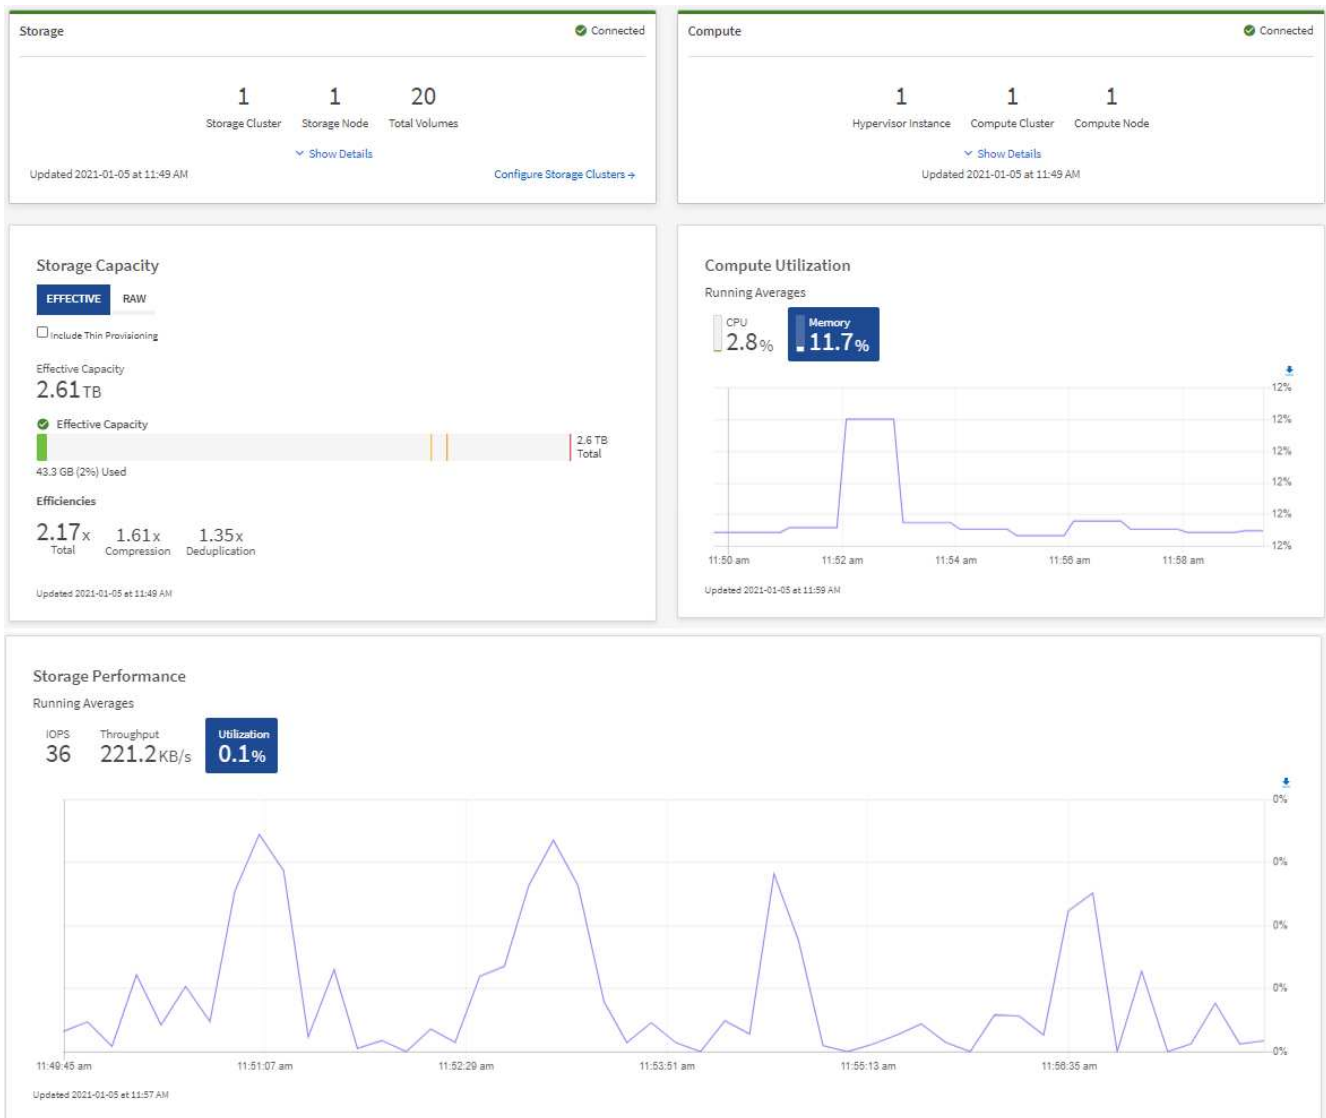 Storage
Connected
1 1 20
Storage Cluster Storage Node Total Volumes
Show Details
Updated 2021-01-05 at 11:49 AM
Configure Storage Clusters →
Compute
Connected
1 1 1
Hypervisor Instance Compute Cluster Compute Node
Show Details
Updated 2021-01-05 at 11:49 AM
Storage Capacity
EFFECTIVE RAW
Include Thin Provisioning
Effective Capacity
2.61 TB
Effective Capacity
2.6 TB
Total
43.3 GB (2%) Used
Efficiencies
2.17x 1.61x 1.35x
Total Compression Deduplication
Updated 2021-01-05 at 11:49 AM
Compute Utilization
Running Averages
CPU Memory
2.8% 11.7%
12%
12%
12%
12%
12%
12%
11:50 am 11:52 am 11:54 am 11:56 am 11:58 am
Updated 2021-01-05 at 11:59 AM
Storage Performance
Running Averages
IOPS Throughput Utilization
36 221.2 KB/s 0.1%
0%
0%
0%
0%
0%
11:49:45 am 11:51:07 am 11:52:29 am 11:53:51 am 11:55:13 am 11:56:35 am
Updated 2021-01-05 at 11:57 AM